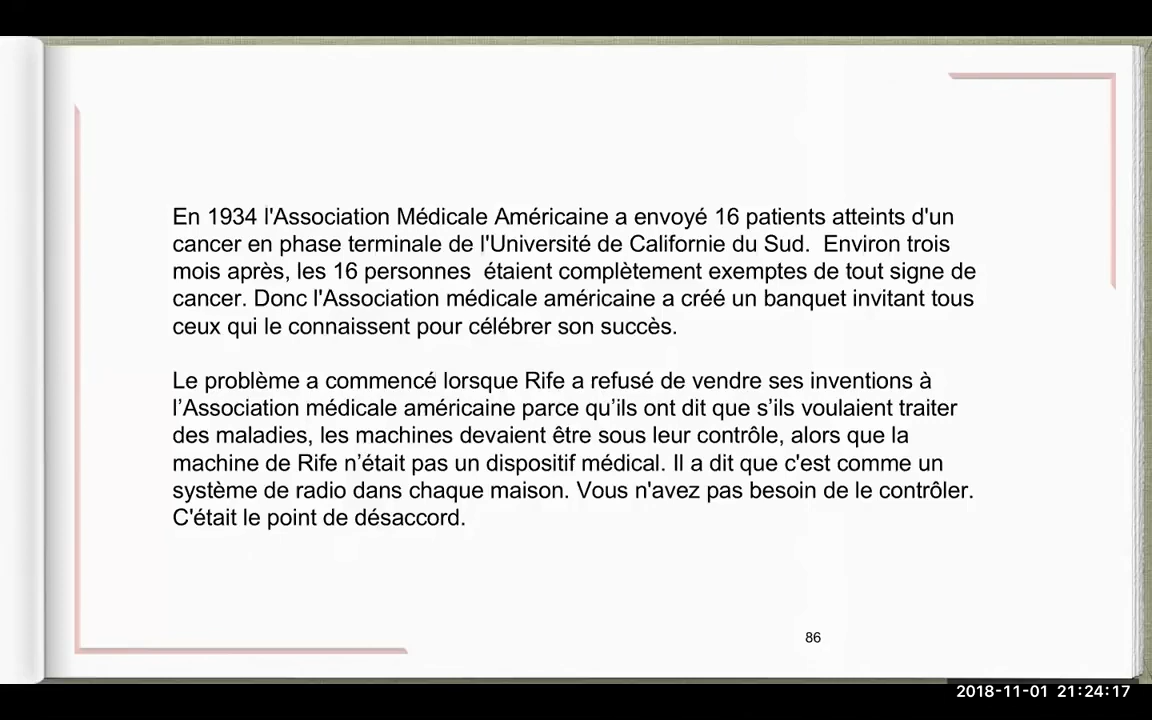 En 1934 l'Association Médicale Américaine a envoyé 16 patients atteints d'un
cancer en phase terminale de l'Université de Californie du Sud.  Environ trois
mois après, les 16 personnes  étaient complètement exemptes de tout signe de
cancer. Donc l'Association médicale américaine a créé un banquet invitant tous
ceux qui le connaissent pour célébrer son succès.
Le problème a commencé lorsque Rife a refusé de vendre ses inventions à
l’Association médicale américaine parce qu’ils ont dit que s’ils voulaient traiter
des maladies, les machines devaient être sous leur contrôle, alors que la
machine de Rife n’était pas un dispositif médical. Il a dit que c'est comme un
système de radio dans chaque maison. Vous n'avez pas besoin de le contrôler.
C'était le point de désaccord.
86
2018-11-01 21:24:17